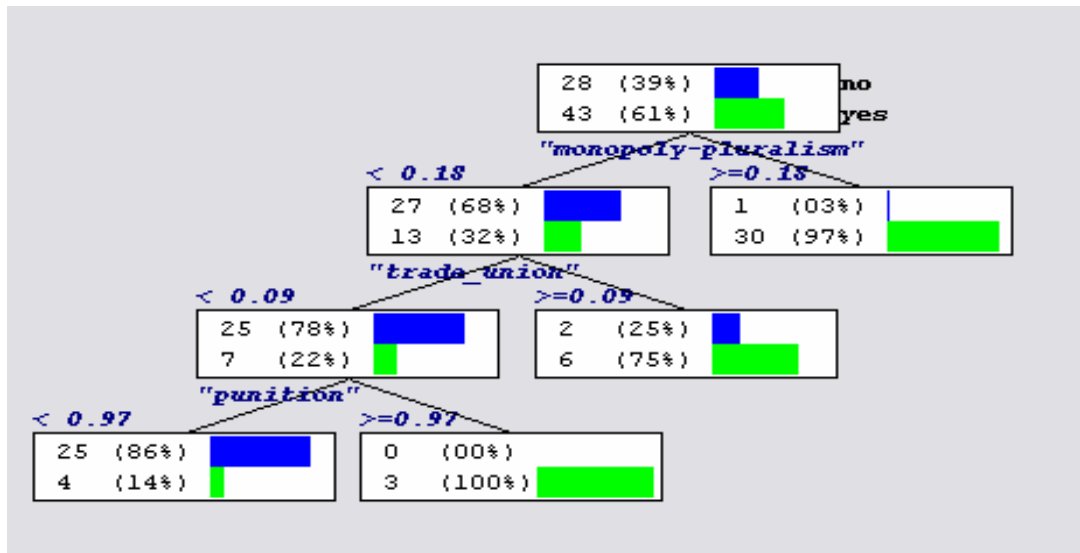 28 (39%) no
43 (61%) yes
"monopoly-pluralism"
< 0.18 >=0.18
27 (68%) 1 (03%)
13 (32%) 30 (97%)
"trade_union"
< 0.09 >=0.09
25 (78%) 2 (25%)
7 (22%) 6 (75%)
"punition"
< 0.97 >=0.97
25 (86%) 0 (00%)
4 (14%) 3 (100%)